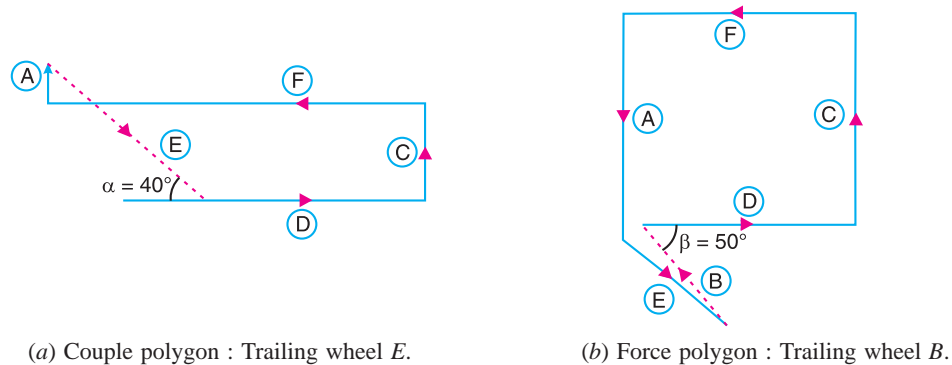 A
F
E
C
α = 40°
D
F
A
C
D
β = 50°
B
E
(a) Couple polygon : Trailing wheel E.
(b) Force polygon : Trailing wheel B.